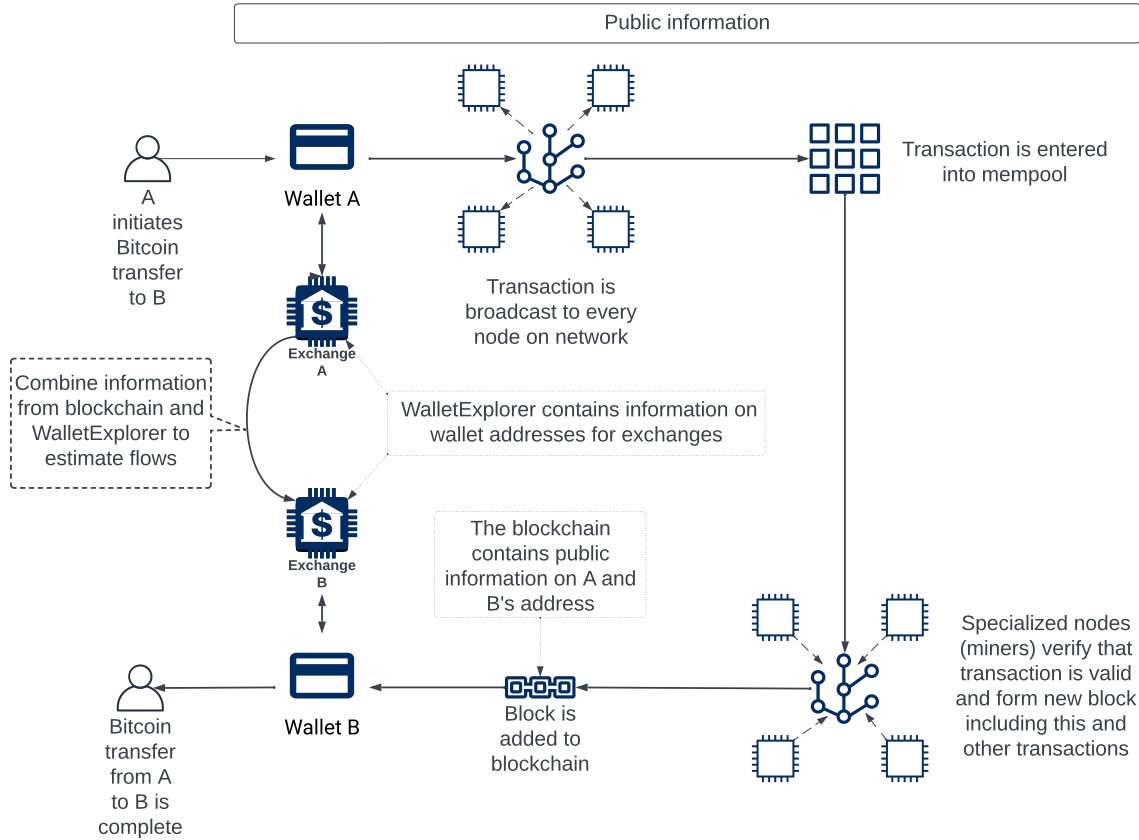 Public information
A
initiates
Bitcoin
transfer
to B
Wallet A
Transaction is
broadcast to every
node on network
Transaction is entered
into mempool
$
Exchange
A
Combine information
from blockchain and
WalletExplorer to
estimate flows
WalletExplorer contains information on
wallet addresses for exchanges
$
Exchange
B
The blockchain
contains public
information on A and
B's address
Specialized nodes
(miners) verify that
transaction is valid
and form new block
including this and
other transactions
Block is
added to
blockchain
Wallet B
Bitcoin
transfer
from A
to B is
complete